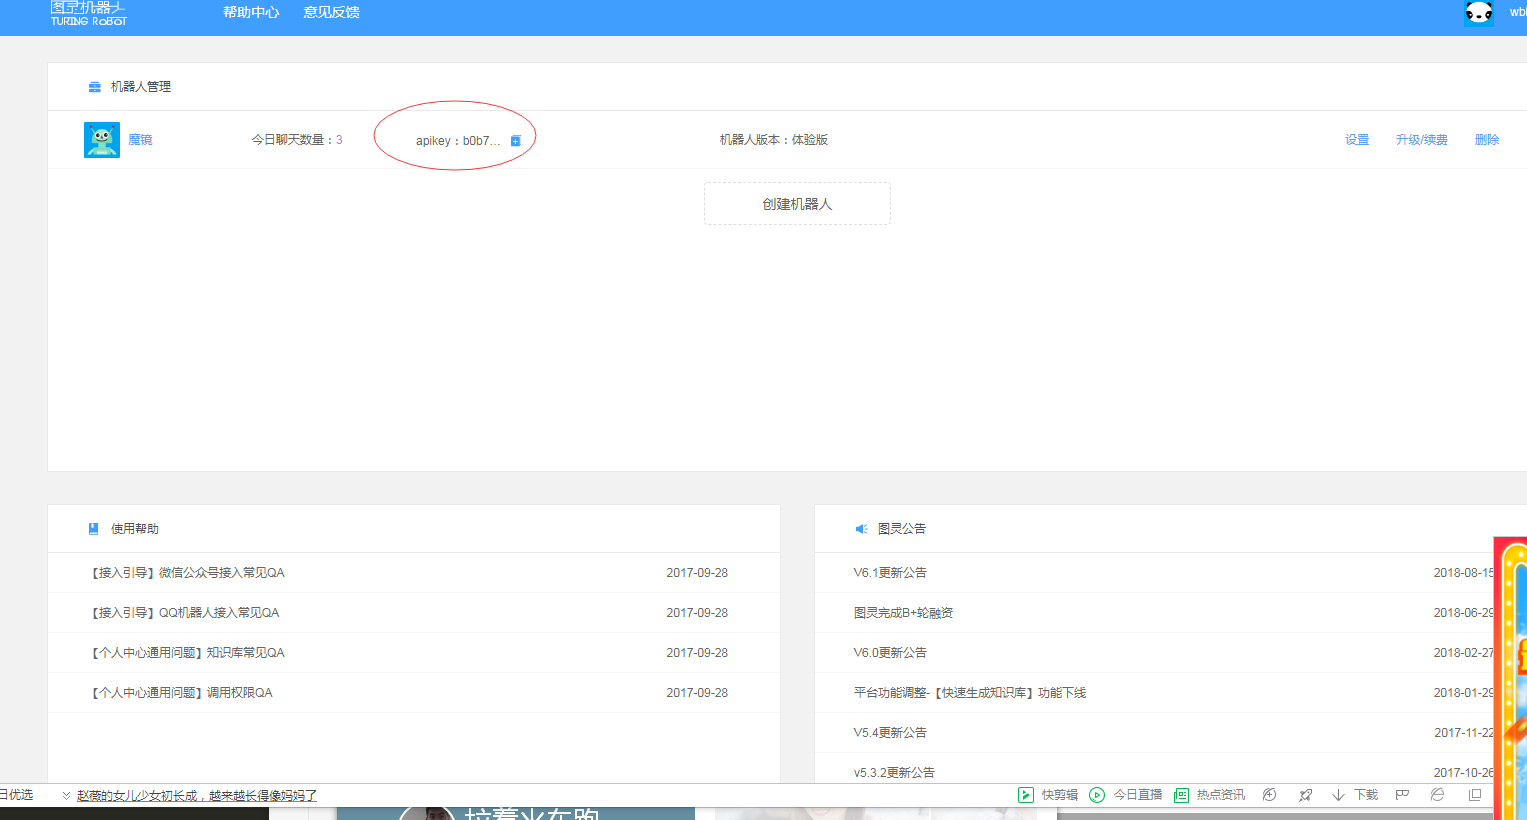 图灵机器人
TURING ROBOT
帮助中心 意见反馈
机器人管理
魔镜 今日聊天数量：3 apikey：b0b7... 机器人版本：体验版 设置 升级/续费 删除
创建机器人
使用帮助
【接入引导】微信公众号接入常见QA 2017-09-28
【接入引导】QQ机器人接入常见QA 2017-09-28
【个人中心通用问题】知识库常见QA 2017-09-28
【个人中心通用问题】调用权限QA 2017-09-28
图灵公告
V6.1更新公告 2018-08-15
图灵完成B+轮融资 2018-06-29
V6.0更新公告 2018-02-27
平台功能调整-【快速生成知识库】功能下线 2018-01-29
V5.4更新公告 2017-11-22
v5.3.2更新公告 2017-10-26
日优选 赵薇的女儿少女初长成，越来越长得像妈妈了 快剪辑 今日直播 热点资讯 下载